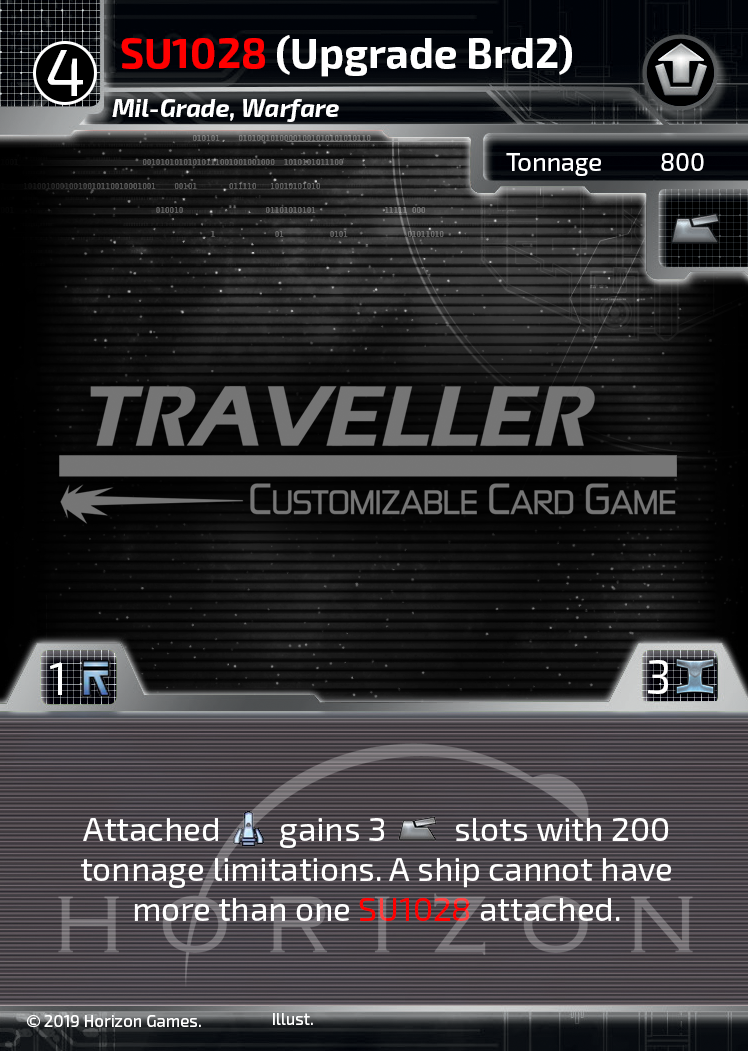 4
SU1028 (Upgrade Brd2)
Mil-Grade, Warfare
Tonnage 800
TRAVELLER
CUSTOMIZABLE CARD GAME
1
3
Attached gains 3 slots with 200
tonnage limitations. A ship cannot have
more than one SU1028 attached.
HORIZON
© 2019 Horizon Games.
Illust.